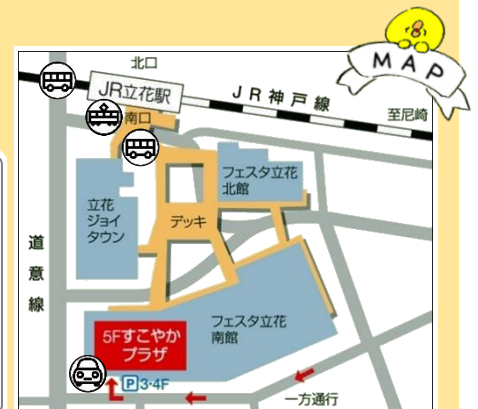 MAP
北口
JR立花駅
JR神戸線
南口
至尼崎
フェスタ立花
北館
立花
ジョイ
タウン
デッキ
道意線
フェスタ立花
南館
5Fすこやか
プラザ
P3・4F
一方通行